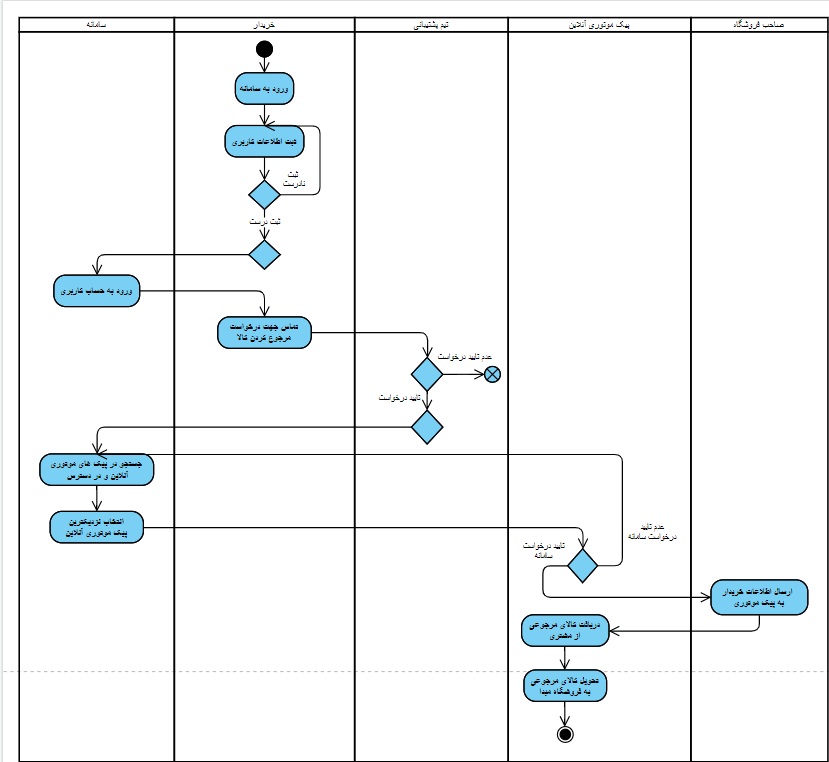 سامانه
خریدار
تیم پشتیبانی
پیک موتوری آنلاین
صاحب فروشگاه
ورود به سامانه
ثبت اطلاعات کاربری
ثبت
نادرست
ثبت درست
ورود به حساب کاربری
تماس جهت درخواست
مرجوع کردن کالا
عدم تایید درخواست
تایید درخواست
جستجو در پیک های موتوری
آنلاین و در دسترس
انتخاب نزدیکترین
پیک موتوری آنلاین
تایید درخواست
سامانه
عدم تایید
درخواست سامانه
ارسال اطلاعات خریدار
به پیک موتوری
دریافت کالای مرجوعی
از مشتری
تحویل کالای مرجوعی
به فروشگاه مبدا